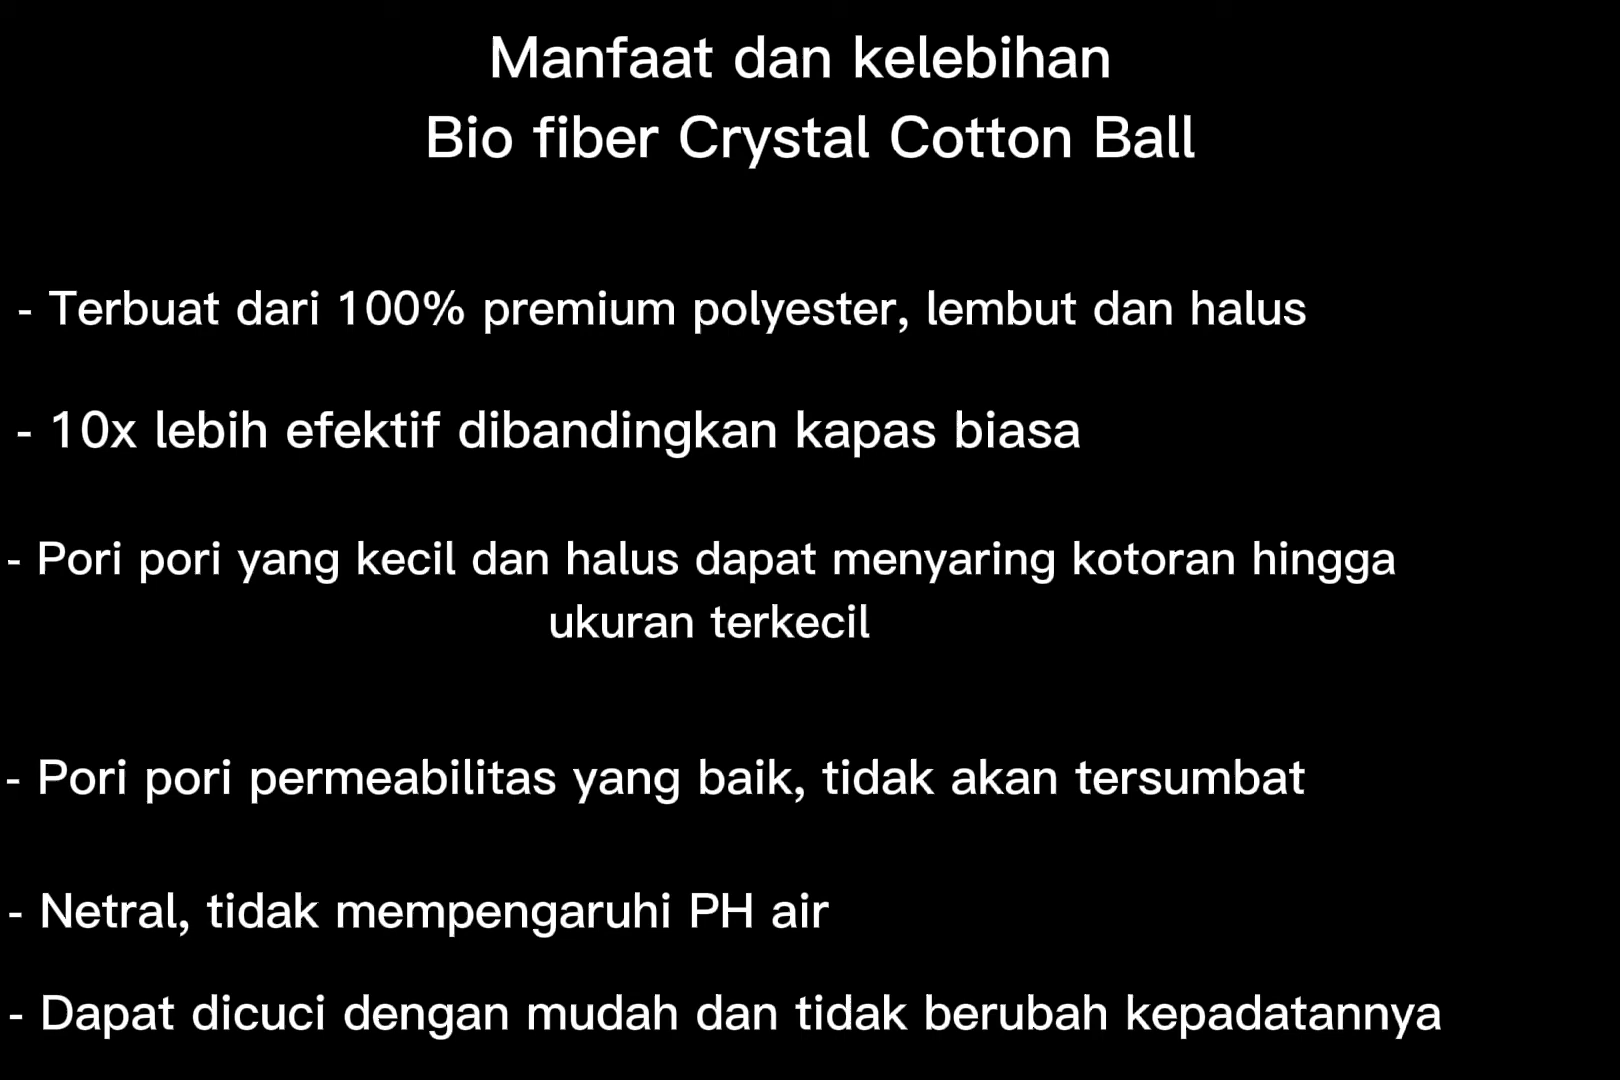 Manfaat dan kelebihan
Bio fiber Crystal Cotton Ball
- Terbuat dari 100% premium polyester, lembut dan halus
- 10x lebih efektif dibandingkan kapas biasa
- Pori pori yang kecil dan halus dapat menyaring kotoran hingga
ukuran terkecil
- Pori pori permeabilitas yang baik, tidak akan tersumbat
- Netral, tidak mempengaruhi PH air
- Dapat dicuci dengan mudah dan tidak berubah kepadatannya